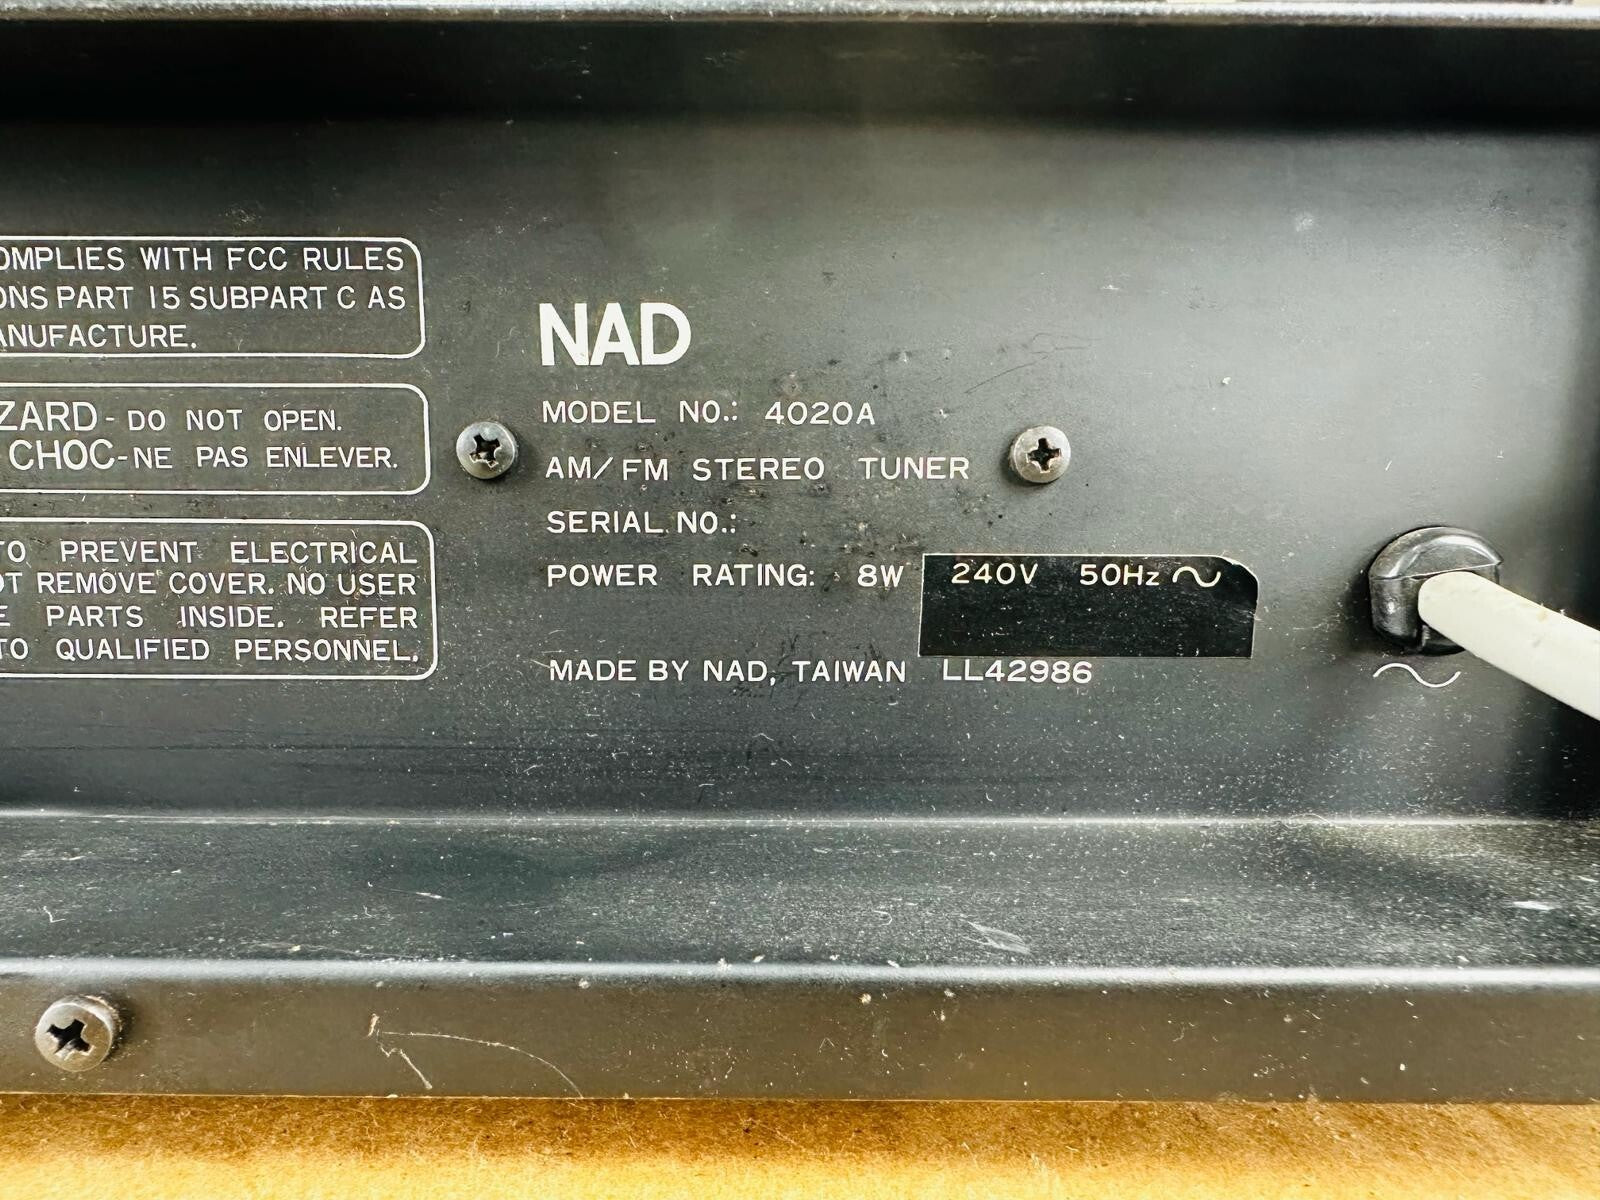 OMPLIES WITH FCC RULES
ONS PART 15 SUBPART C AS
ANUFACTURE.
ZARD - DO NOT OPEN.
CHOC-NE PAS ENLEVER.
TO PREVENT ELECTRICAL
OT REMOVE COVER. NO USER
E PARTS INSIDE. REFER
TO QUALIFIED PERSONNEL.
NAD
MODEL NO.: 4020A
AM/FM STEREO TUNER
SERIAL NO.:
POWER RATING: 8W 240V 50Hz ~
MADE BY NAD, TAIWAN LL42986
~